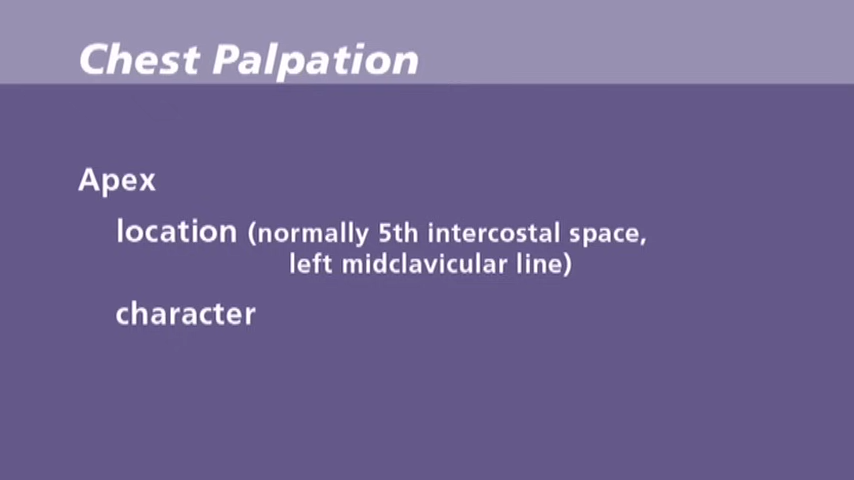 Chest Palpation
Apex
location (normally 5th intercostal space,
left midclavicular line)
character